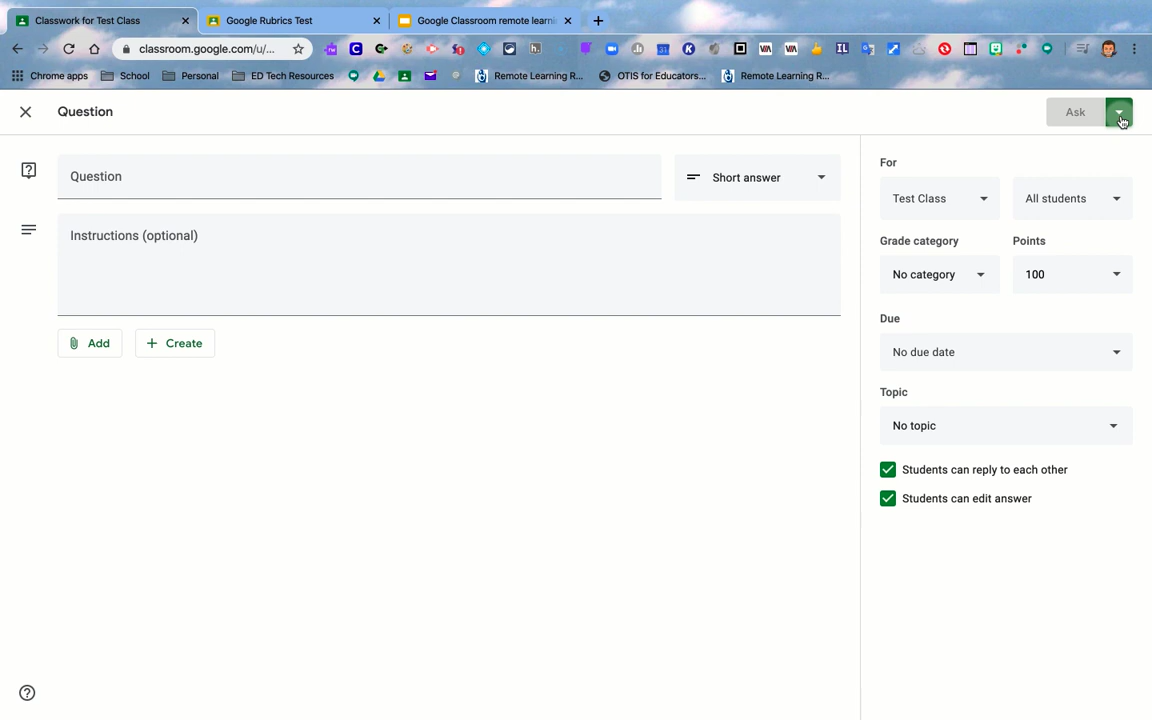 Classwork for Test Class
Google Rubrics Test
Google Classroom remote learni
classroom.google.com/u/...
Chrome apps
School
Personal
ED Tech Resources
Remote Learning R...
OTIS for Educators...
Remote Learning R...
Question
Ask
Question
Short answer
Instructions (optional)
Add
Create
For
Test Class
All students
Grade category
Points
No category
100
Due
No due date
Topic
No topic
Students can reply to each other
Students can edit answer